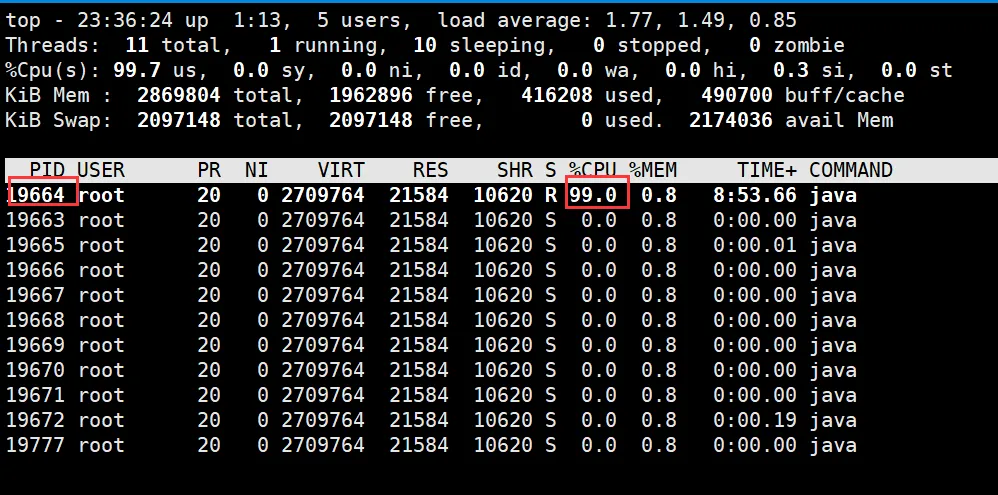 top - 23:36:24 up  1:13,  5 users,  load average: 1.77, 1.49, 0.85
Threads:  11 total,   1 running,  10 sleeping,   0 stopped,   0 zombie
%Cpu(s): 99.7 us,  0.0 sy,  0.0 ni,  0.0 id,  0.0 wa,  0.0 hi,  0.3 si,  0.0 st
KiB Mem :  2869804 total,  1962896 free,   416208 used,   490700 buff/cache
KiB Swap:  2097148 total,  2097148 free,        0 used.  2174036 avail Mem
  PID USER      PR  NI    VIRT    RES    SHR S %CPU %MEM     TIME+ COMMAND
19664 root      20   0 2709764  21584  10620 R 99.0  0.8   8:53.66 java
19663 root      20   0 2709764  21584  10620 S  0.0  0.8   0:00.00 java
19665 root      20   0 2709764  21584  10620 S  0.0  0.8   0:00.01 java
19666 root      20   0 2709764  21584  10620 S  0.0  0.8   0:00.00 java
19667 root      20   0 2709764  21584  10620 S  0.0  0.8   0:00.00 java
19668 root      20   0 2709764  21584  10620 S  0.0  0.8   0:00.00 java
19669 root      20   0 2709764  21584  10620 S  0.0  0.8   0:00.00 java
19670 root      20   0 2709764  21584  10620 S  0.0  0.8   0:00.00 java
19671 root      20   0 2709764  21584  10620 S  0.0  0.8   0:00.00 java
19672 root      20   0 2709764  21584  10620 S  0.0  0.8   0:00.19 java
19777 root      20   0 2709764  21584  10620 S  0.0  0.8   0:00.00 java